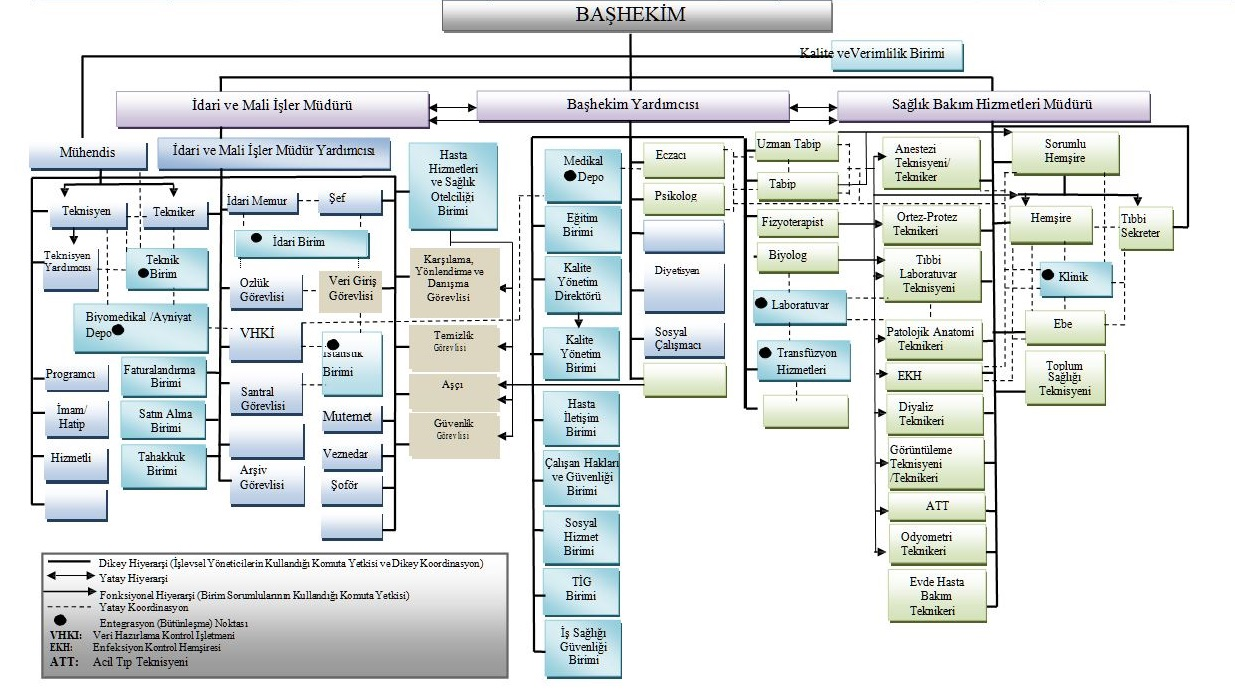 BAŞHEKİM
Kalite veVerimlilik Birimi
İdari ve Mali İşler Müdürü
Başhekim Yardımcısı
Sağlık Bakım Hizmetleri Müdürü
Mühendis
İdari ve Mali İşler Müdür Yardımcısı
Teknisyen
Tekniker
Teknisyen
Yardımcısı
Teknik
Birim
Biyomedikal /Ayniyat
Depo
Programcı
İmam/
Hatip
Hizmetli
Faturalandırma
Birimi
Satın Alma
Birimi
Tahakkuk
Birimi
İdari Memur
Şef
İdari Birim
Özlük
Görevlisi
Veri Giriş
Görevlisi
VHKİ
İstatistik
Birimi
Santral
Görevlisi
Mutemet
Arşiv
Görevlisi
Veznedar
Şoför
Hasta
Hizmetleri
ve Sağlık
Otelciliği
Birimi
Karşılama,
Yönlendirme ve
Danışma
Görevlisi
Temizlik
Görevlisi
Aşçı
Güvenlik
Görevlisi
Medikal
Depo
Eğitim
Birimi
Kalite
Yönetim
Direktörü
Kalite
Yönetim
Birimi
Hasta
İletişim
Birimi
Çalışan Hakları
ve Güvenliği
Birimi
Sosyal
Hizmet
Birimi
TİG
Birimi
İş Sağlığı
Güvenliği
Birimi
Eczacı
Psikolog
Diyetisyen
Sosyal
Çalışmacı
Uzman Tabip
Tabip
Fizyoterapist
Biyolog
Laboratuvar
Transfüzyon
Hizmetleri
Anestezi
Teknisyeni/
Tekniker
Ortez-Protez
Teknikeri
Tıbbi
Laboratuvar
Teknisyeni
Patolojik Anatomi
Teknikeri
EKH
Diyaliz
Teknikeri
Görüntüleme
Teknisyeni
/Teknikeri
ATT
Odyometri
Teknikeri
Evde Hasta
Bakım
Teknikeri
Sorumlu
Hemşire
Hemşire
Tıbbi
Sekreter
Klinik
Ebe
Toplum
Sağlığı
Teknisyeni
Dikey Hiyerarşi (İşlevsel Yöneticilerin Kullandığı Komuta Yetkisi ve Dikey Koordinasyon)
Yatay Hiyerarşi
Fonksiyonel Hiyerarşi (Birim Sorumlularının Kullandığı Komuta Yetkisi)
Yatay Koordinasyon
Entegrasyon (Bütünleşme) Noktası
VHKI: Veri Hazırlama Kontrol İşletmeni
EKH: Enfeksiyon Kontrol Hemşiresi
ATT: Acil Tıp Teknisyeni